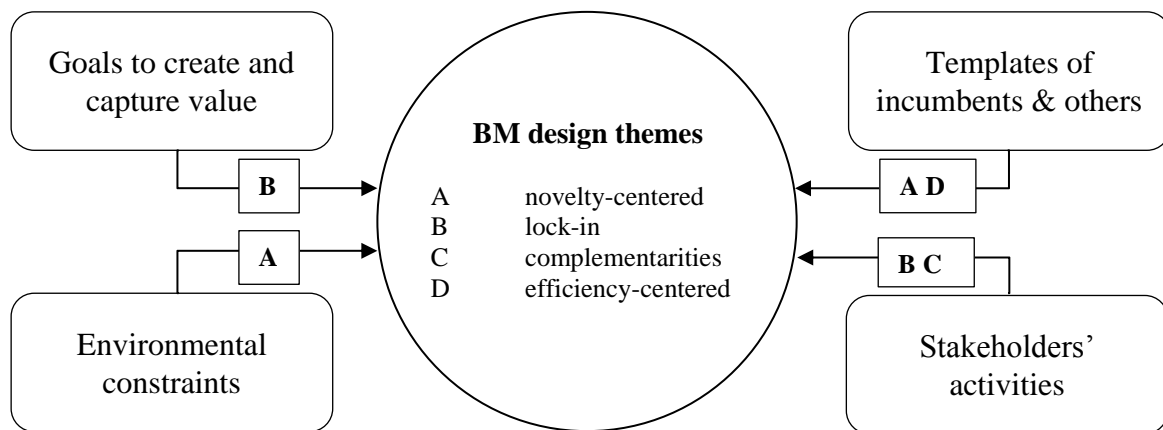 Goals to create and
capture value
B
Environmental
constraints
A
BM design themes
A novelty-centered
B lock-in
C complementarities
D efficiency-centered
Templates of
incumbents & others
A D
Stakeholders’
activities
B C